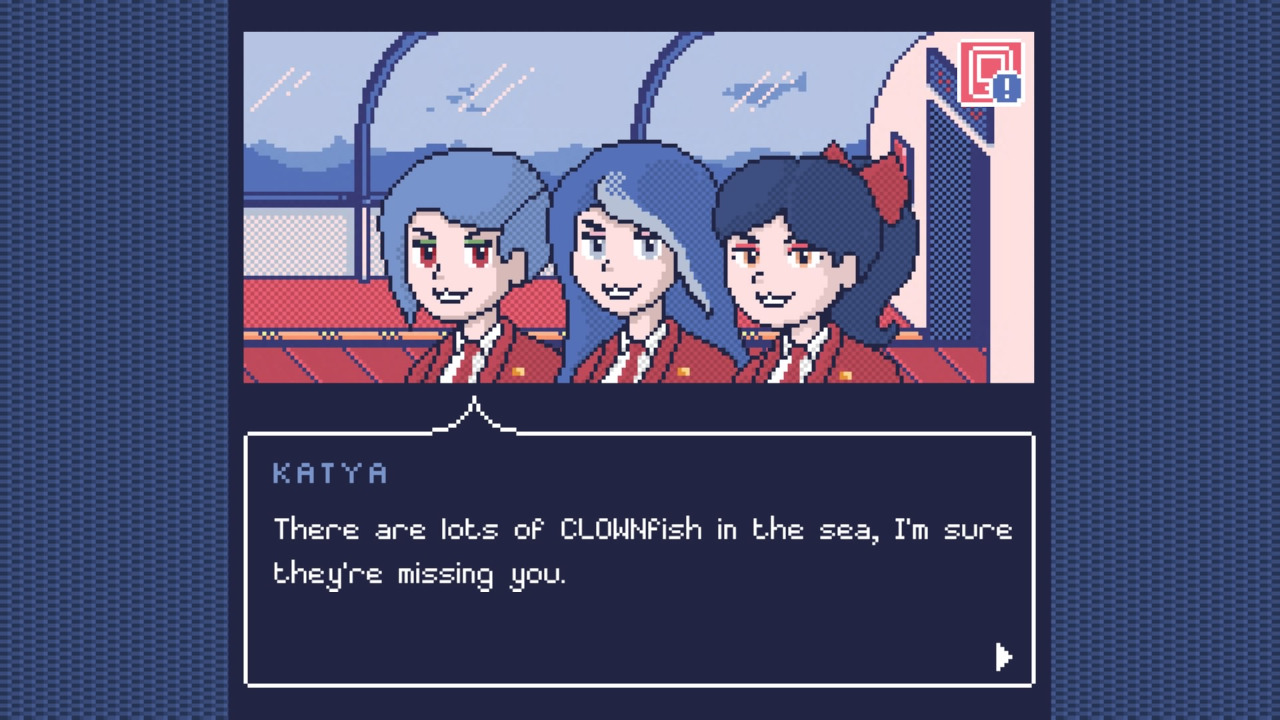 !
KATYA
There are lots of CLOWNfish in the sea, I'm sure
they're missing you.